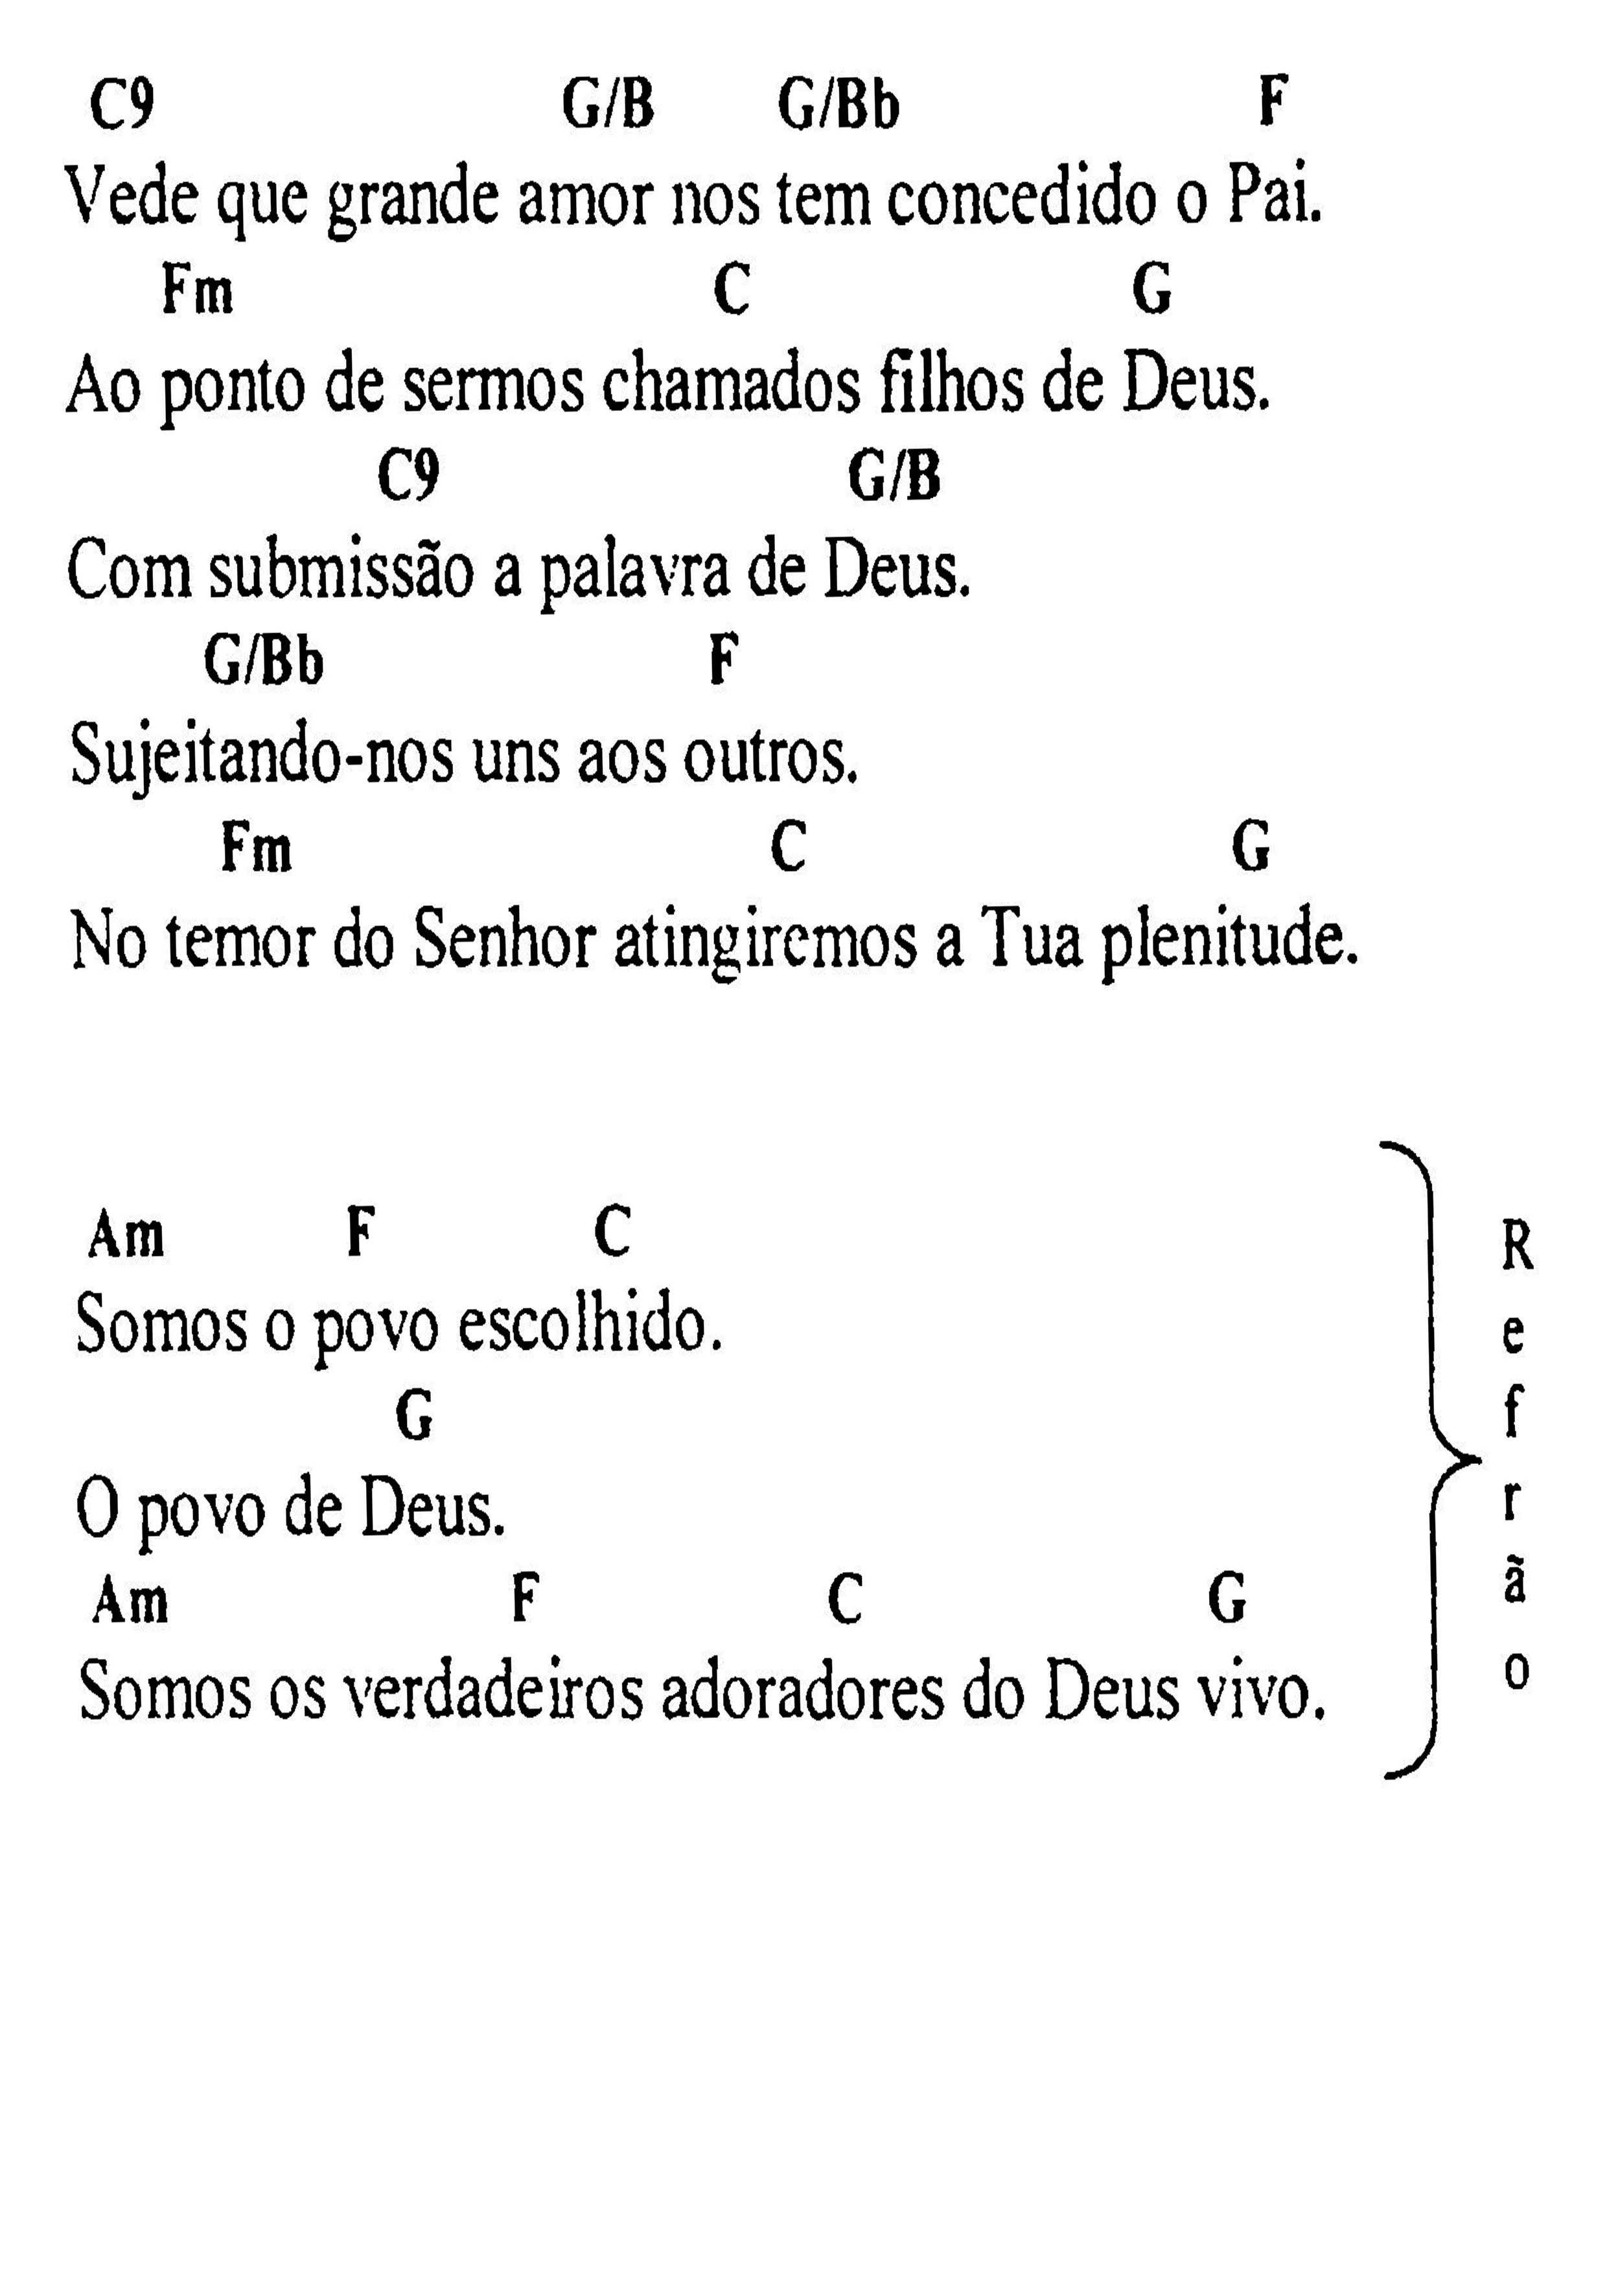 C9 G/B G/Bb F
Vede que grande amor nos tem concedido o Pai.
Fm C G
Ao ponto de sermos chamados filhos de Deus.
C9 G/B
Com submissão a palavra de Deus.
G/Bb F
Sujeitando-nos uns aos outros.
Fm C G
No temor do Senhor atingiremos a Tua plenitude.
Am F C
Somos o povo escolhido.
G
O povo de Deus.
Am F C G
Somos os verdadeiros adoradores do Deus vivo.
Refrão